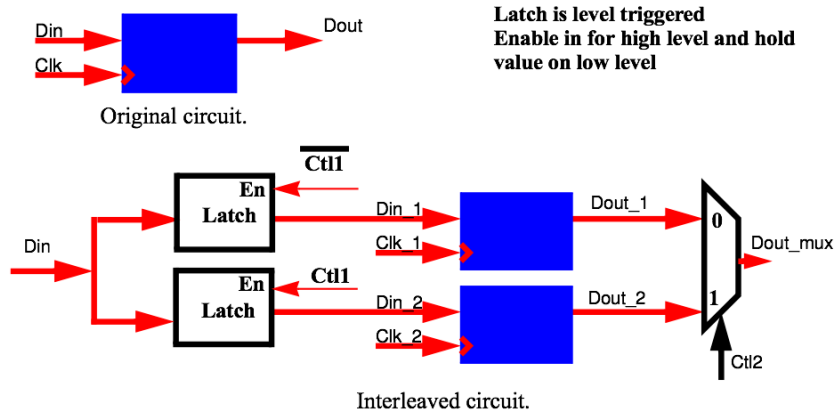 Din
Clk
Dout
Latch is level triggered
Enable in for high level and hold
value on low level
Original circuit.
Ctl1
En
Latch
Din_1
Clk_1
Dout_1
0
Din
Dout_mux
Ctl1
En
Latch
Din_2
Clk_2
Dout_2
1
Ctl2
Interleaved circuit.